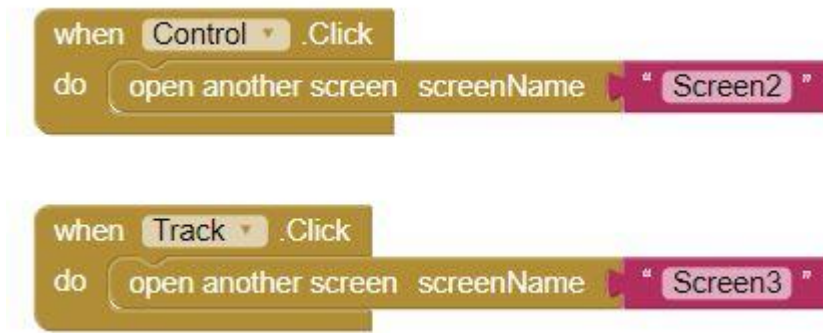 when Control .Click
do open another screen screenName “ Screen2 ”
when Track .Click
do open another screen screenName “ Screen3 ”